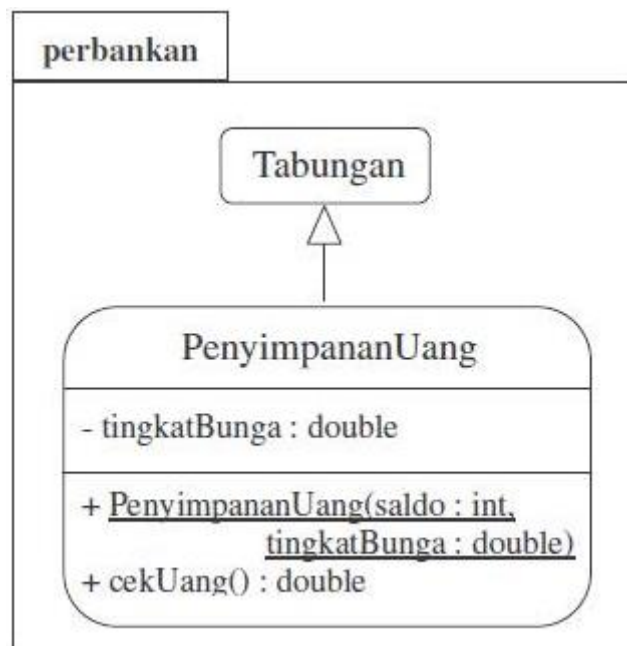 perbankan
Tabungan
PenyimpananUang
- tingkatBunga : double
+ PenyimpananUang(saldo : int,
tingkatBunga : double)
+ cekUang() : double